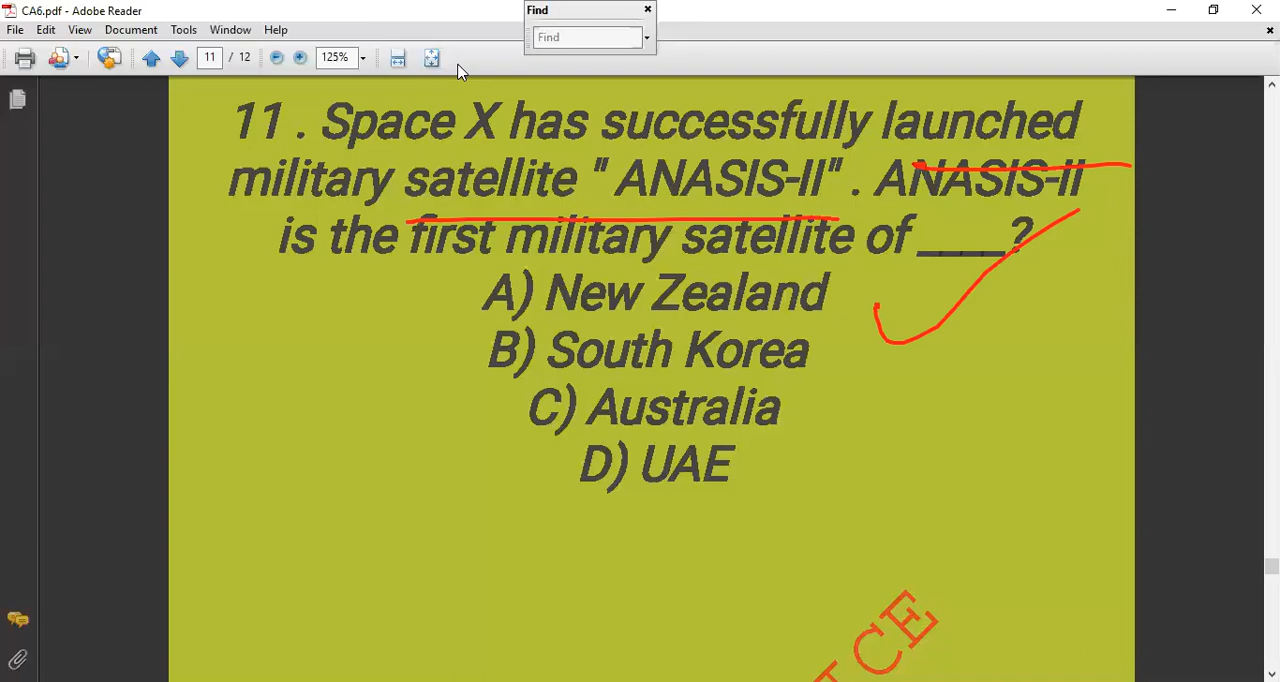 CA6.pdf - Adobe Reader
Find
File Edit View Document Tools Window Help
Find
11 / 12 125%
11 . Space X has successfully launched
military satellite " ANASIS-II" . ANASIS-II
is the first military satellite of ____?
A) New Zealand
B) South Korea
C) Australia
D) UAE
CE